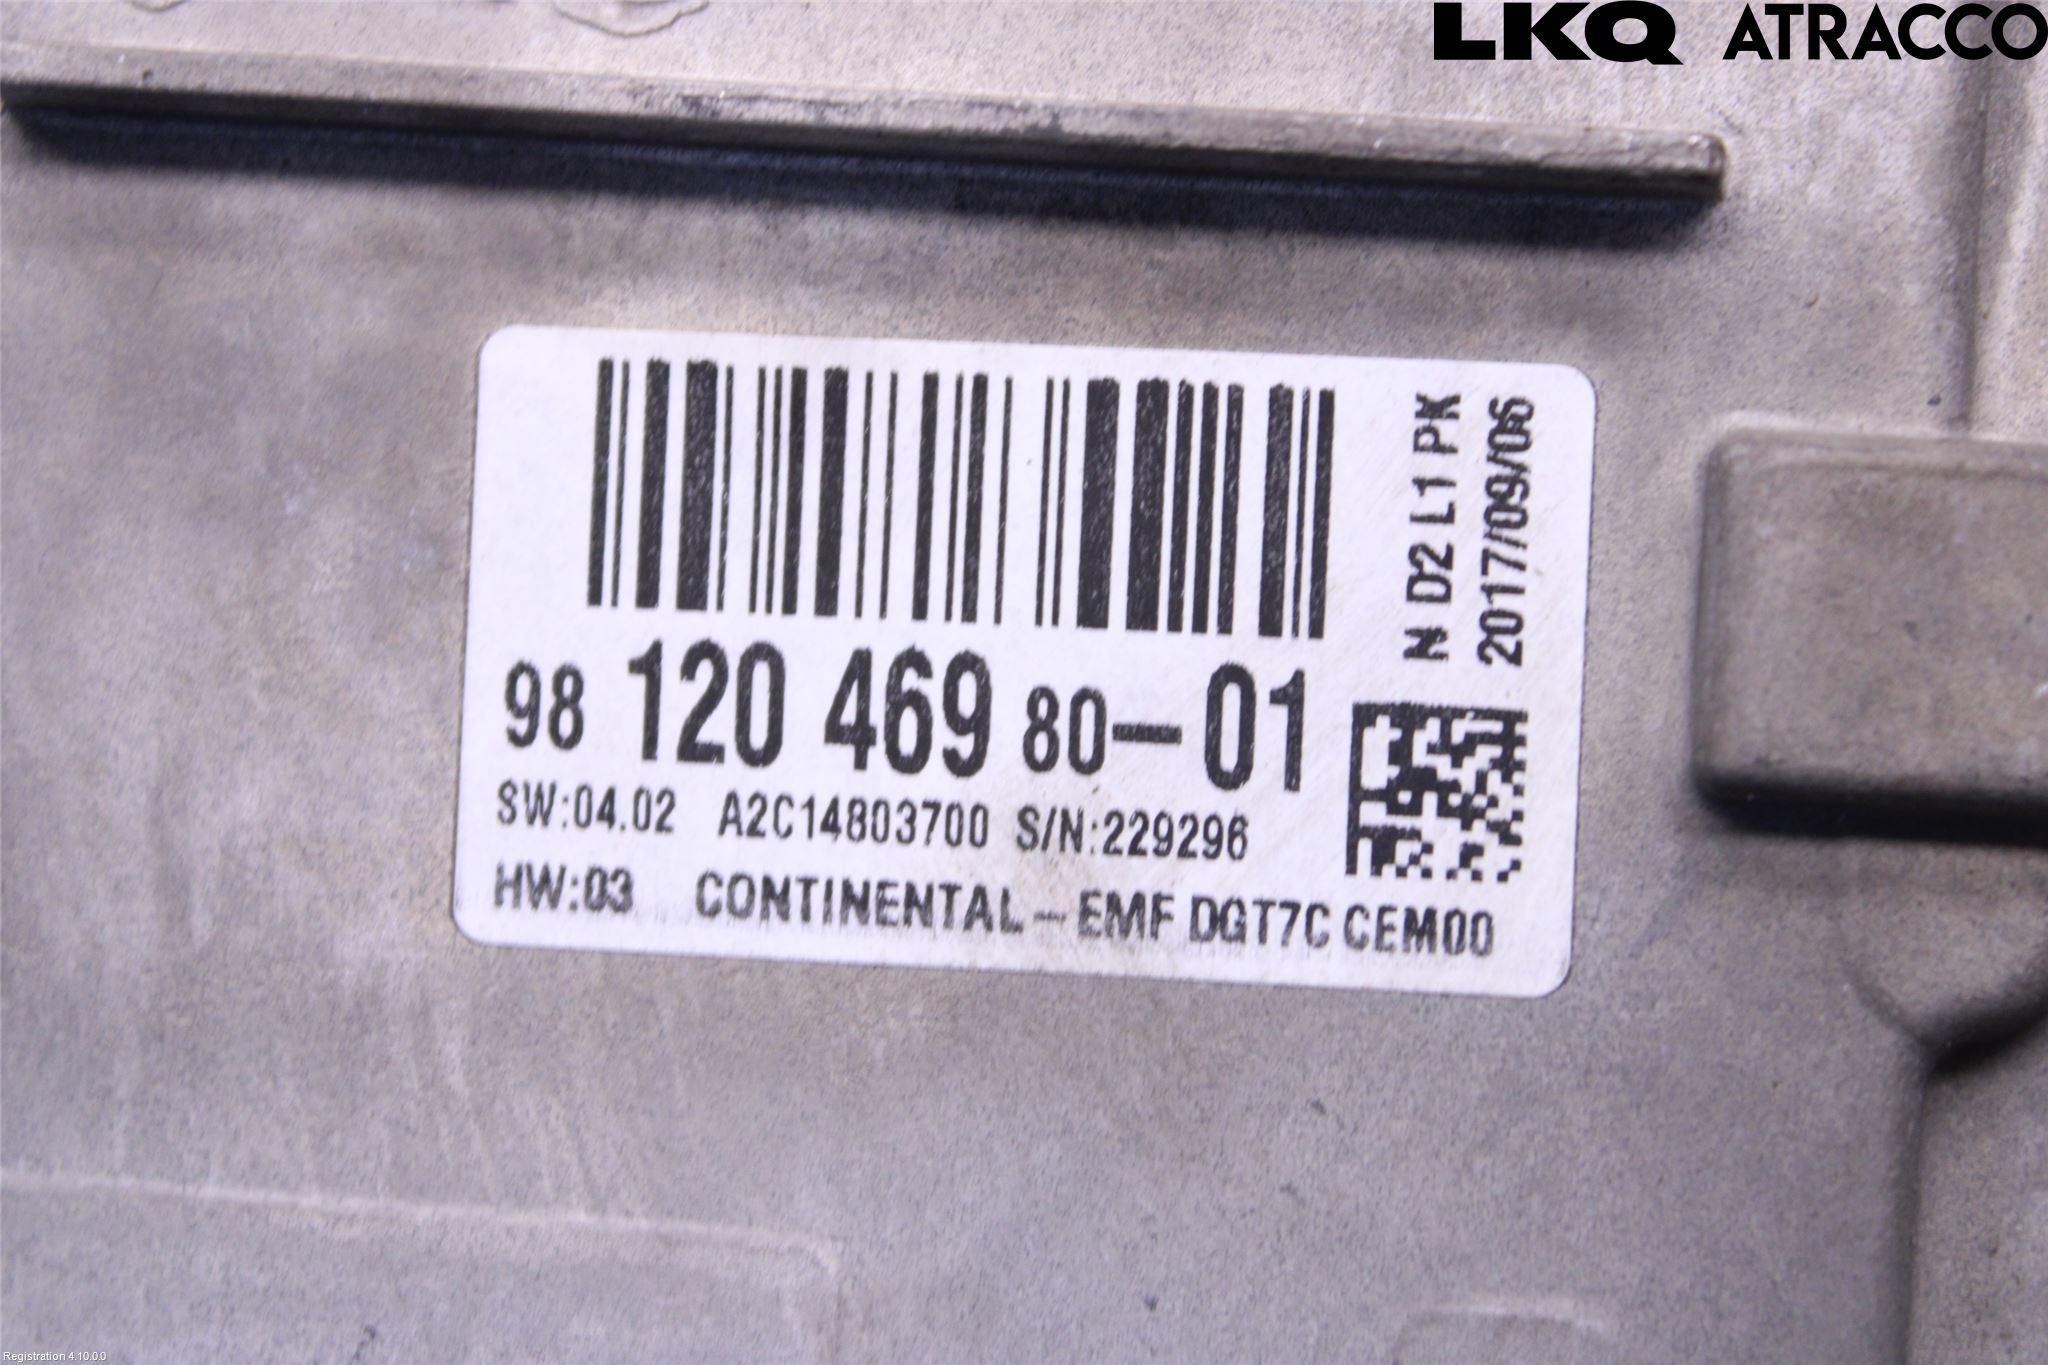 LKQ ATRACCO
N D2 L1 PK
2017/09/06
98 120 469 80-01
SW:04.02 A2C14803700 S/N:229296
HW:03 CONTINENTAL-EMF DGT7C CEM00
Registration 4.10.0.0